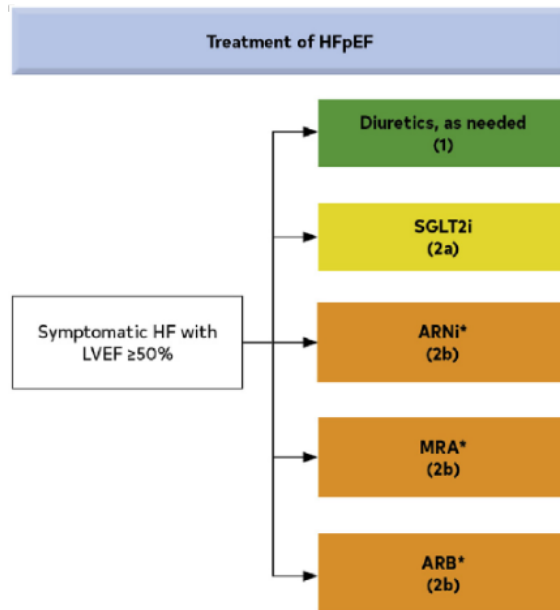 Treatment of HFpEF
Diuretics, as needed
(1)
SGLT2i
(2a)
Symptomatic HF with
LVEF ≥50%
ARNi*
(2b)
MRA*
(2b)
ARB*
(2b)